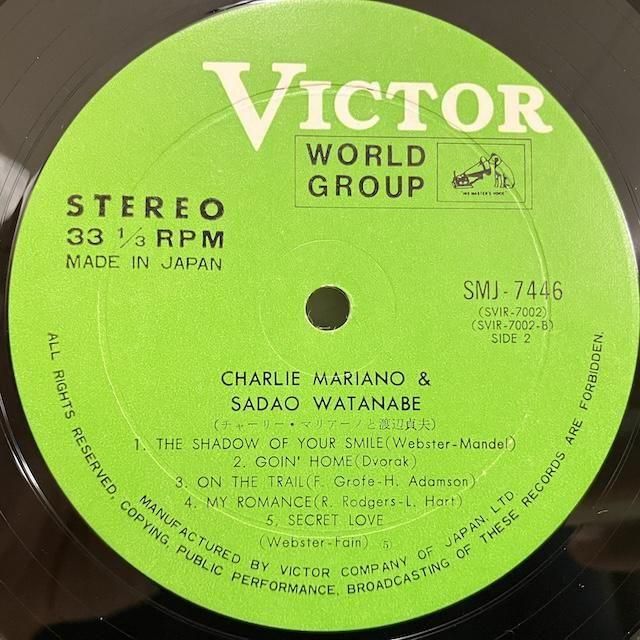 VICTOR
WORLD
GROUP
"HIS MASTER'S VOICE"
STEREO
33 1/3 RPM
MADE IN JAPAN
SMJ-7446
(SVIR-7002)
(SVIR-7002-B)
SIDE 2
CHARLIE MARIANO &
SADAO WATANABE
(チャーリー・マリアーノと渡辺貞夫)
1. THE SHADOW OF YOUR SMILE(Webster-Mandel)
2. GOIN' HOME(Dvorak)
3. ON THE TRAIL(F. Grofe-H. Adamson)
4. MY ROMANCE(R. Rodgers-L. Hart)
5. SECRET LOVE
(Webster-Fain) 5)
ALL RIGHTS RESERVED, COPYING, PUBLIC PERFORMANCE, BROADCASTING OF THESE RECORDS ARE FORBIDDEN.
MANUFACTURED BY VICTOR COMPANY OF JAPAN, LTD